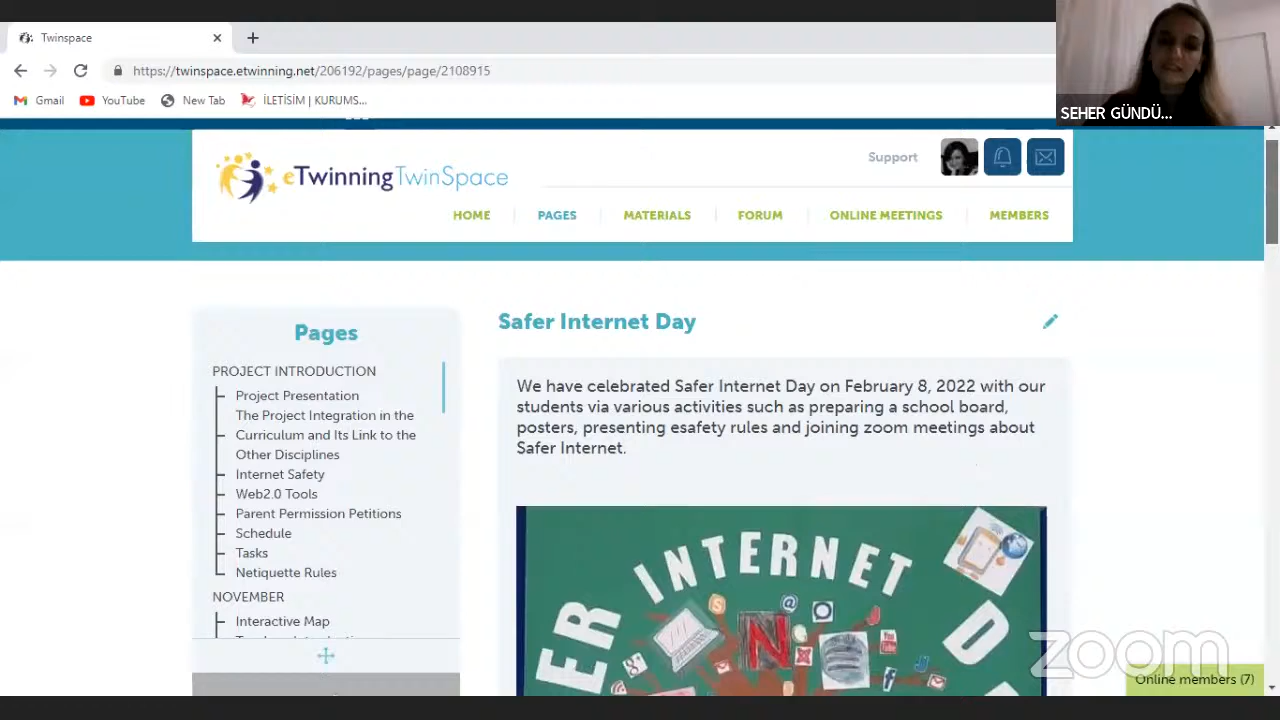 Twinspace
https://twinspace.etwinning.net/206192/pages/page/2108915
Gmail YouTube New Tab İLETİSİM | KURUMS...
SEHER GÜNDÜ...
eTwinningTwinSpace
Support
HOME PAGES MATERIALS FORUM ONLINE MEETINGS MEMBERS
Pages
PROJECT INTRODUCTION
Project Presentation
The Project Integration in the
Curriculum and Its Link to the
Other Disciplines
Internet Safety
Web2.0 Tools
Parent Permission Petitions
Schedule
Tasks
Netiquette Rules
NOVEMBER
Interactive Map
Safer Internet Day
We have celebrated Safer Internet Day on February 8, 2022 with our
students via various activities such as preparing a school board,
posters, presenting esafety rules and joining zoom meetings about
Safer Internet.
ER INTERNET D
N
zoom
Online members (7)